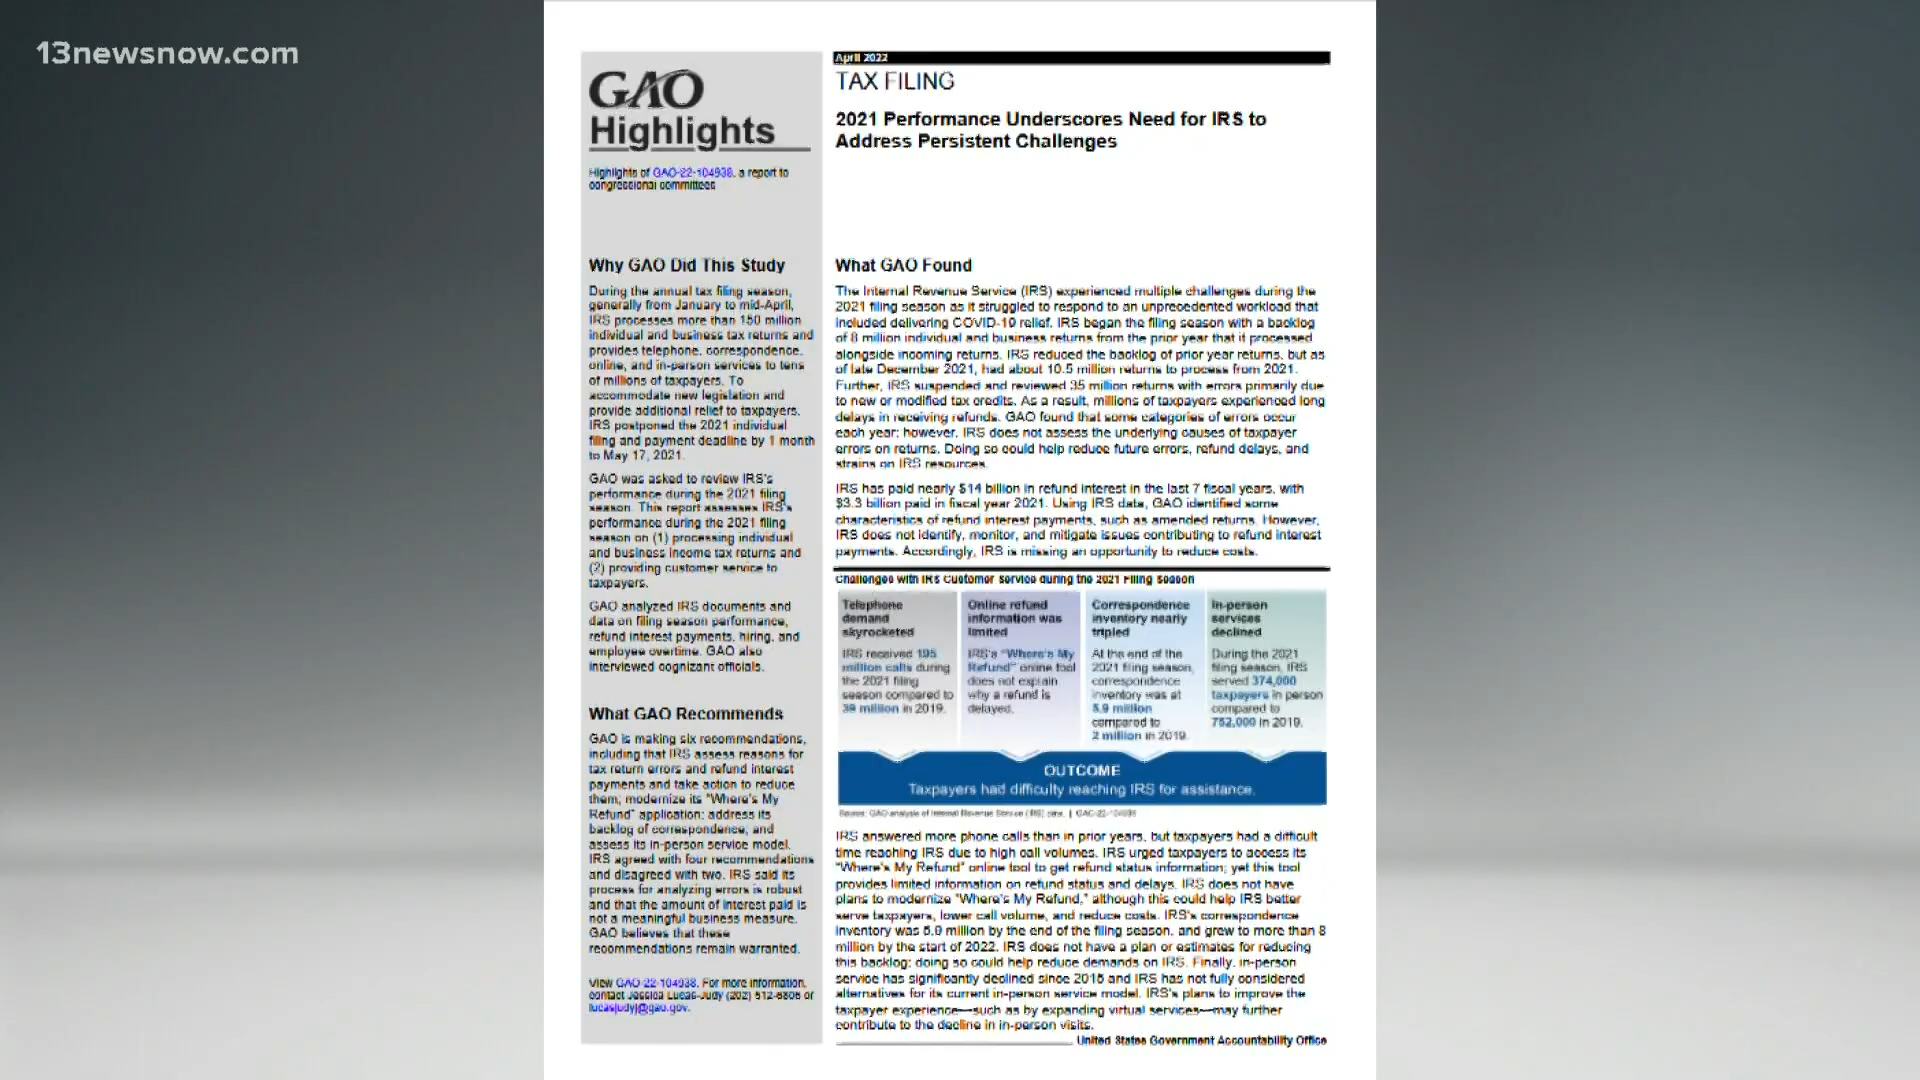 13newsnow.com
GAO
Highlights
Highlights of GAO-22-104938, a report to
congressional committees
Why GAO Did This Study
During the annual tax filing season,
generally from January to mid-April,
IRS processes more than 150 million
individual and business tax returns and
provides telephone, correspondence,
online, and in-person services to tens
of millions of taxpayers. To
accommodate new legislation and
provide additional relief to taxpayers,
IRS postponed the 2021 individual
filing and payment deadline by 1 month
to May 17, 2021.
GAO was asked to review IRS's
performance during the 2021 filing
season. This report assesses IRS's
performance during the 2021 filing
season on (1) processing individual
and business income tax returns and
(2) providing customer service to
taxpayers.
GAO analyzed IRS documents and
data on filing season performance,
refund interest payments, hiring, and
employee overtime. GAO also
interviewed cognizant officials.
What GAO Recommends
GAO is making six recommendations,
including that IRS assess reasons for
tax return errors and refund interest
payments and take action to reduce
them; modernize its "Where's My
Refund" application; address its
backlog of correspondence; and
assess its in-person service model.
IRS agreed with four recommendations
and disagreed with two. IRS said its
process for analyzing errors is robust
and that the amount of interest paid is
not a meaningful business measure.
GAO believes that these
recommendations remain warranted.
View GAO-22-104938. For more information,
contact Jessica Lucas-Judy (202) 512-6806 or
lucasjudyj@gao.gov.
April 2022
TAX FILING
2021 Performance Underscores Need for IRS to
Address Persistent Challenges
What GAO Found
The Internal Revenue Service (IRS) experienced multiple challenges during the
2021 filing season as it struggled to respond to an unprecedented workload that
included delivering COVID-19 relief. IRS began the filing season with a backlog
of 8 million individual and business returns from the prior year that it processed
alongside incoming returns. IRS reduced the backlog of prior year returns, but as
of late December 2021, had about 10.5 million returns to process from 2021.
Further, IRS suspended and reviewed 35 million returns with errors primarily due
to new or modified tax credits. As a result, millions of taxpayers experienced long
delays in receiving refunds. GAO found that some categories of errors occur
each year; however, IRS does not assess the underlying causes of taxpayer
errors on returns. Doing so could help reduce future errors, refund delays, and
strains on IRS resources.
IRS has paid nearly $14 billion in refund interest in the last 7 fiscal years, with
$3.3 billion paid in fiscal year 2021. Using IRS data, GAO identified some
characteristics of refund interest payments, such as amended returns. However,
IRS does not identify, monitor, and mitigate issues contributing to refund interest
payments. Accordingly, IRS is missing an opportunity to reduce costs.
Challenges with IRS Customer Service during the 2021 Filing Season
Telephone
demand
skyrocketed
IRS received 195
million calls during
the 2021 filing
season compared to
39 million in 2019.
Online refund
information was
limited
IRS's "Where's My
Refund" online tool
does not explain
why a refund is
delayed.
Correspondence
inventory nearly
tripled
At the end of the
2021 filing season,
correspondence
inventory was at
5.9 million
compared to
2 million in 2019.
In-person
services
declined
During the 2021
filing season, IRS
served 374,000
taxpayers in person
compared to
752,000 in 2019.
OUTCOME
Taxpayers had difficulty reaching IRS for assistance.
Source: GAO analysis of Internal Revenue Service (IRS) data. | GAO-22-104938
IRS answered more phone calls than in prior years, but taxpayers had a difficult
time reaching IRS due to high call volumes. IRS urged taxpayers to access its
"Where's My Refund" online tool to get refund status information; yet this tool
provides limited information on refund status and delays. IRS does not have
plans to modernize "Where's My Refund," although this could help IRS better
serve taxpayers, lower call volume, and reduce costs. IRS's correspondence
inventory was 5.9 million by the end of the filing season, and grew to more than 8
million by the start of 2022. IRS does not have a plan or estimates for reducing
this backlog; doing so could help reduce demands on IRS. Finally, in-person
service has significantly declined since 2015 and IRS has not fully considered
alternatives for its current in-person service model. IRS's plans to improve the
taxpayer experience—such as by expanding virtual services—may further
contribute to the decline in in-person visits.
United States Government Accountability Office